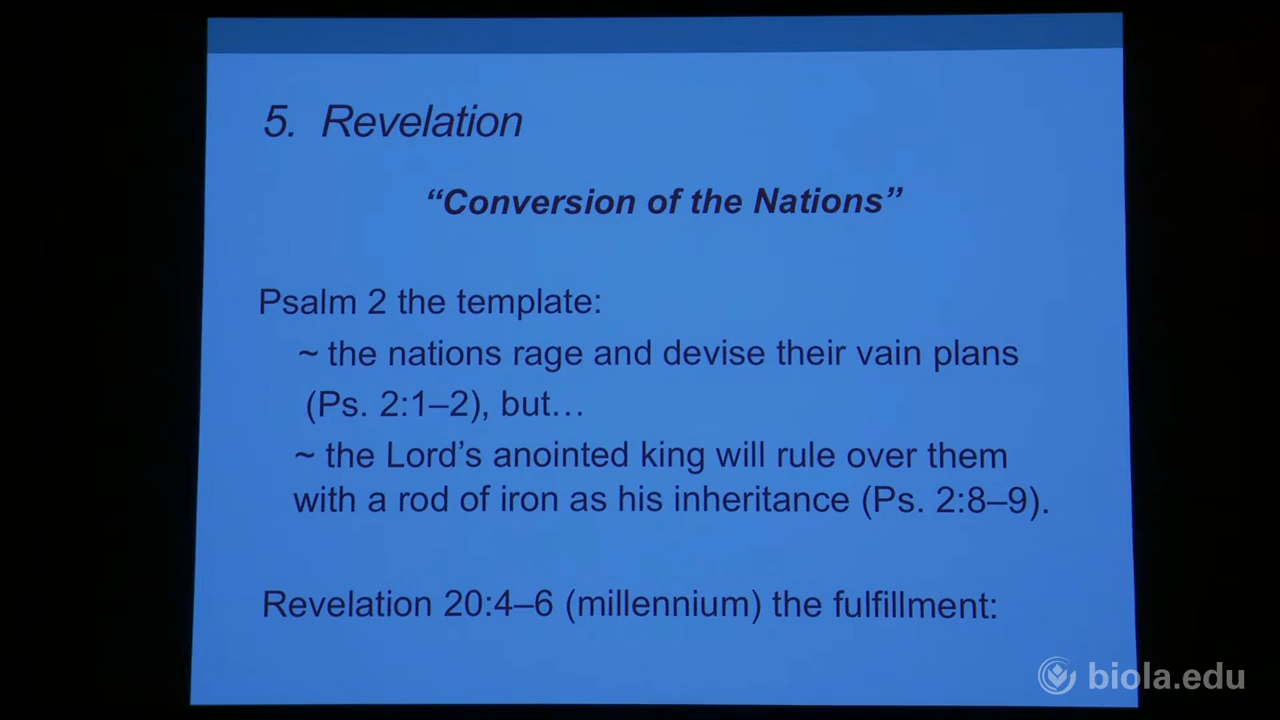 5. Revelation
“Conversion of the Nations”
Psalm 2 the template:
~ the nations rage and devise their vain plans
(Ps. 2:1–2), but…
~ the Lord’s anointed king will rule over them
with a rod of iron as his inheritance (Ps. 2:8–9).
Revelation 20:4–6 (millennium) the fulfillment:
biola.edu